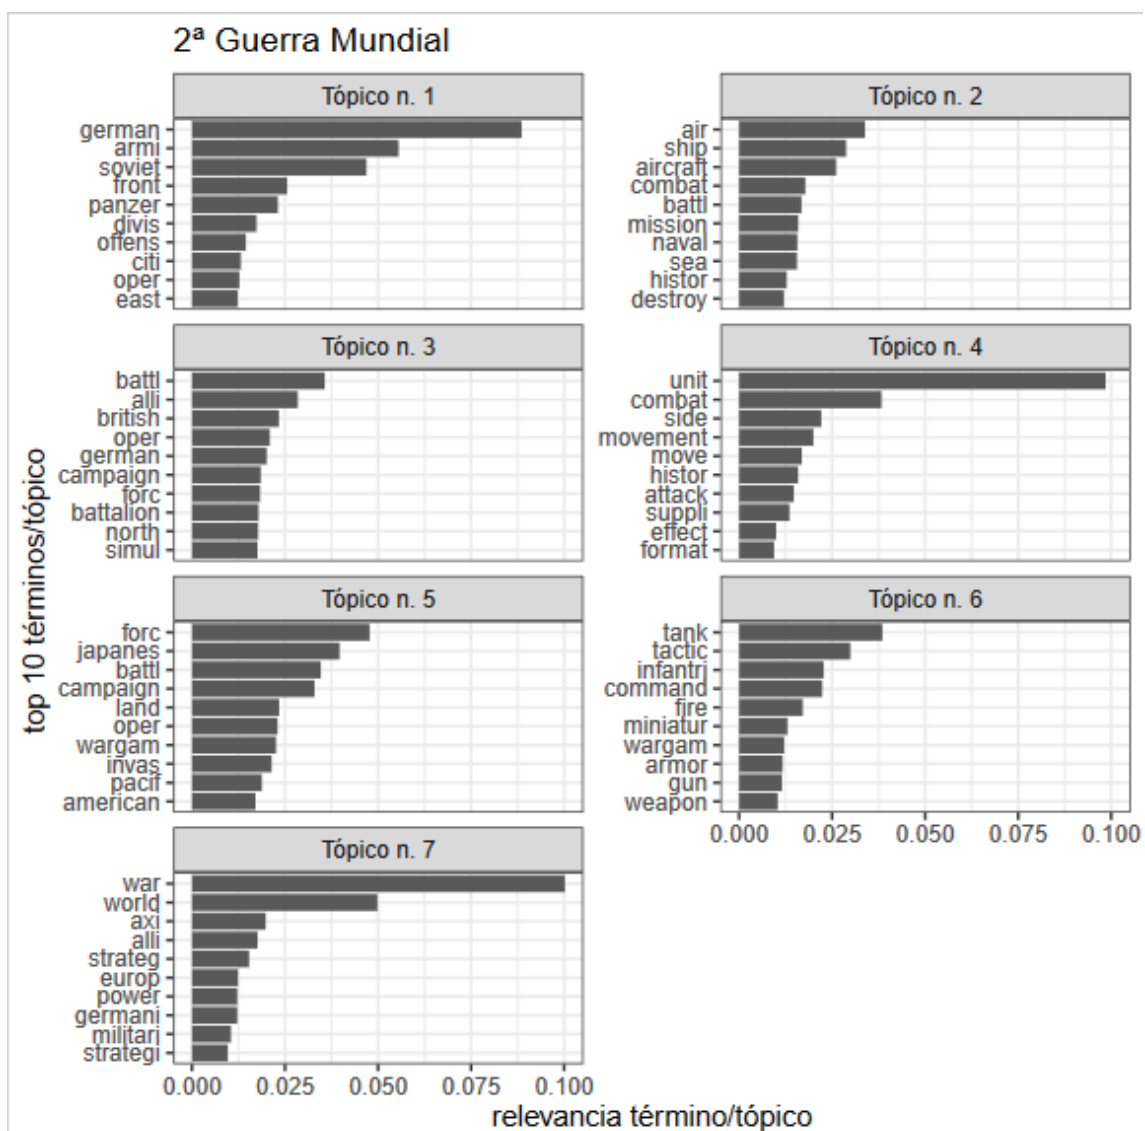 2ª Guerra Mundial
Tópico n. 1
german
armi
soviet
front
panzer
divis
offens
citi
oper
east
Tópico n. 2
air
ship
aircraft
combat
battl
mission
naval
sea
histor
destroy
Tópico n. 3
battl
alli
british
oper
german
campaign
forc
battalion
north
simul
Tópico n. 4
unit
combat
side
movement
move
histor
attack
suppli
effect
format
Tópico n. 5
forc
japanes
battl
campaign
land
oper
wargam
invas
pacif
american
Tópico n. 6
tank
tactic
infantri
command
fire
miniatur
wargam
armor
gun
weapon
0.000 0.025 0.050 0.075 0.100
Tópico n. 7
war
world
axi
alli
strateg
europ
power
germani
militari
strategi
0.000 0.025 0.050 0.075 0.100
top 10 términos/tópico
relevancia término/tópico